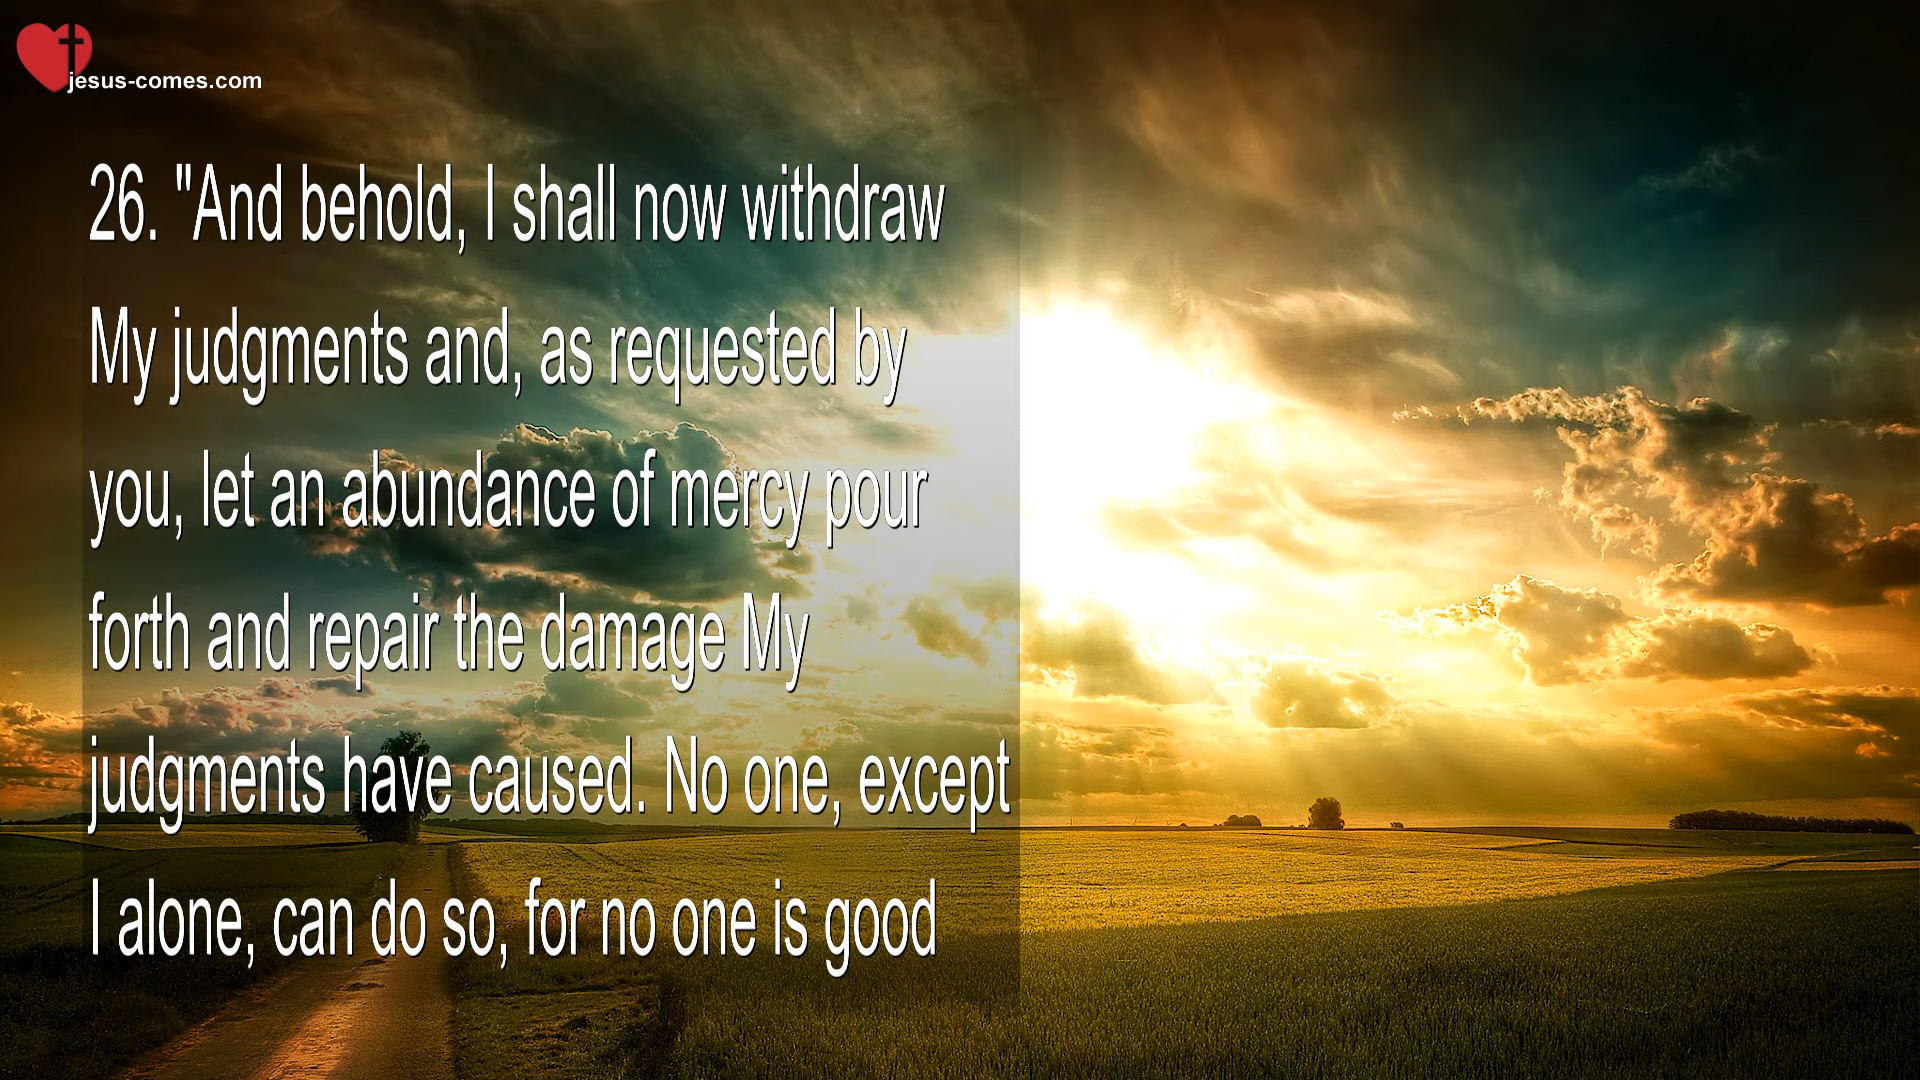 jesus-comes.com
26. "And behold, I shall now withdraw
My judgments and, as requested by
you, let an abundance of mercy pour
forth and repair the damage My
judgments have caused. No one, except
I alone, can do so, for no one is good